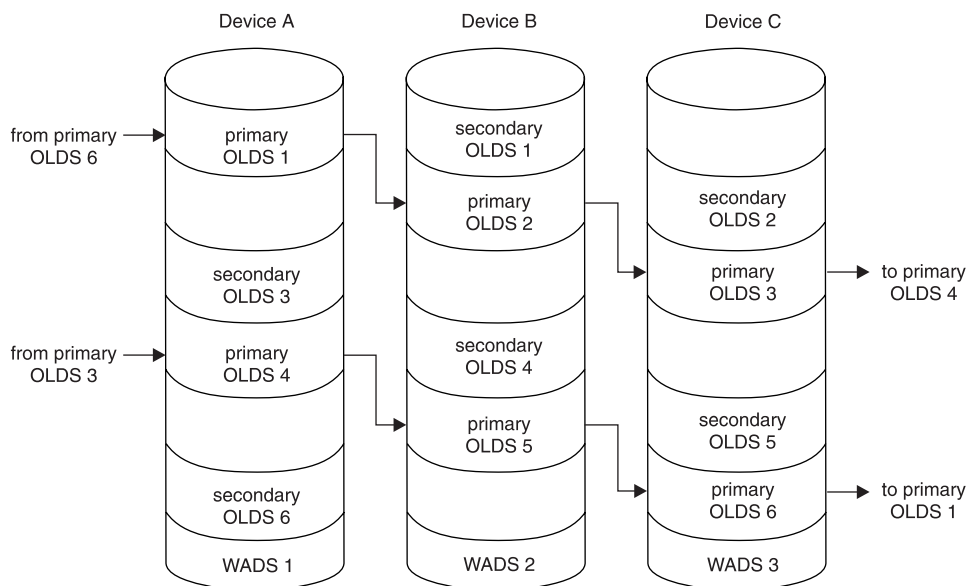 Device A
Device B
Device C
from primary
OLDS 6
primary
OLDS 1
secondary
OLDS 1
primary
OLDS 2
secondary
OLDS 2
secondary
OLDS 3
primary
OLDS 3
to primary
OLDS 4
from primary
OLDS 3
primary
OLDS 4
secondary
OLDS 4
primary
OLDS 5
secondary
OLDS 5
secondary
OLDS 6
primary
OLDS 6
to primary
OLDS 1
WADS 1
WADS 2
WADS 3